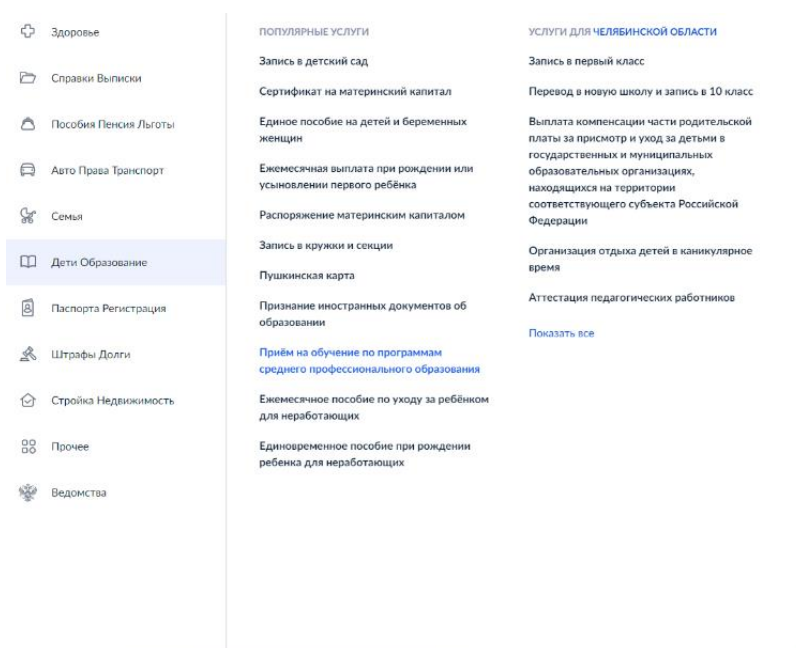 Здоровье
Справки Выписки
Пособия Пенсия Льготы
Авто Права Транспорт
Семья
Дети Образование
Паспорта Регистрация
Штрафы Долги
Стройка Недвижимость
Прочее
Ведомства
ПОПУЛЯРНЫЕ УСЛУГИ
Запись в детский сад
Сертификат на материнский капитал
Единое пособие на детей и беременных
женщин
Ежемесячная выплата при рождении или
усыновлении первого ребёнка
Распоряжение материнским капиталом
Запись в кружки и секции
Пушкинская карта
Признание иностранных документов об
образовании
Приём на обучение по программам
среднего профессионального образования
Ежемесячное пособие по уходу за ребёнком
для неработающих
Единовременное пособие при рождении
ребенка для неработающих
УСЛУГИ ДЛЯ ЧЕЛЯБИНСКОЙ ОБЛАСТИ
Запись в первый класс
Перевод в новую школу и запись в 10 класс
Выплата компенсации части родительской
платы за присмотр и уход за детьми в
государственных и муниципальных
образовательных организациях,
находящихся на территории
соответствующего субъекта Российской
Федерации
Организация отдыха детей в каникулярное
время
Аттестация педагогических работников
Показать все